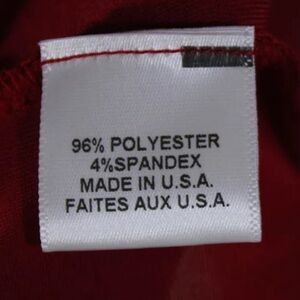 96% POLYESTER
4%SPANDEX
MADE IN U.S.A.
FAITES AUX U.S.A.